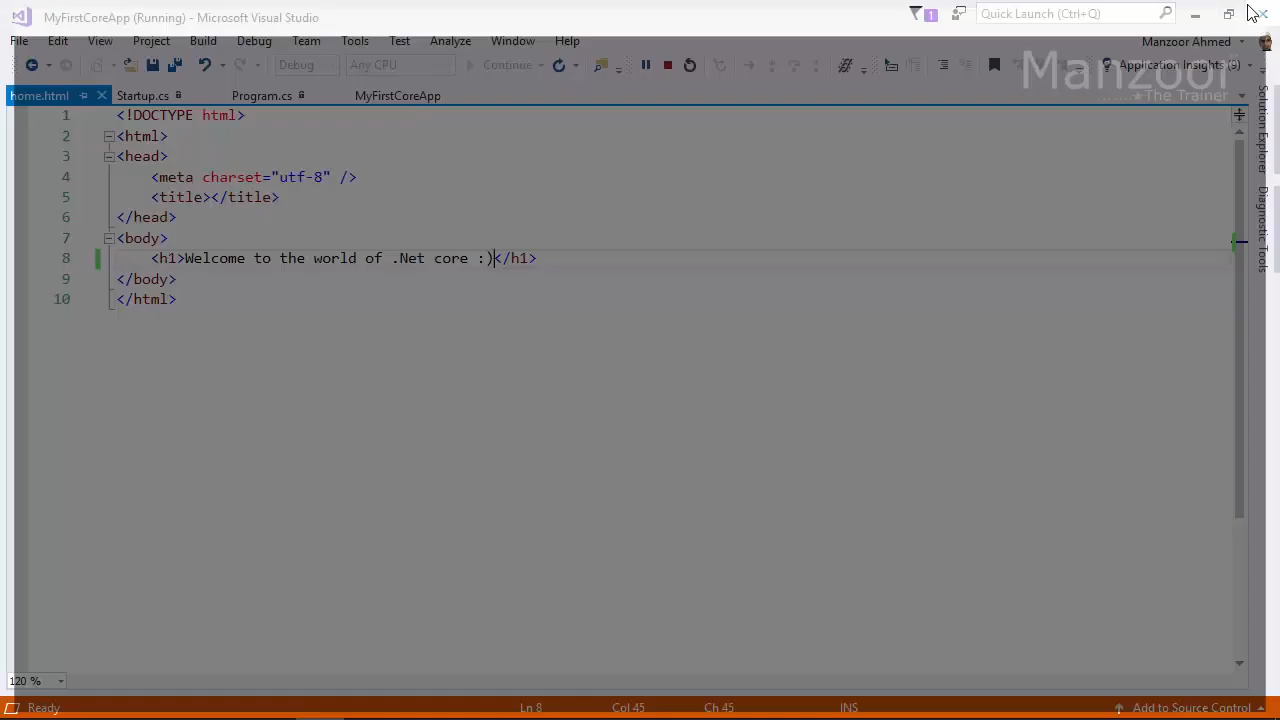 MyFirstCoreApp (Running) - Microsoft Visual Studio
1
Quick Launch (Ctrl+Q)
File Edit View Project Build Debug Team Tools Test Analyze Window Help
Manzoor Ahmed
Debug Any CPU Continue Application Insights (9)
Manzoor
........★The Trainer
home.html Startup.cs Program.cs MyFirstCoreApp
1 <!DOCTYPE html>
2 <html>
3 <head>
4 <meta charset="utf-8" />
5 <title></title>
6 </head>
7 <body>
8 <h1>Welcome to the world of .Net core :)</h1>
9 </body>
10 </html>
Solution Explorer
Diagnostic Tools
120 %
Ready Ln 8 Col 45 Ch 45 INS Add to Source Control